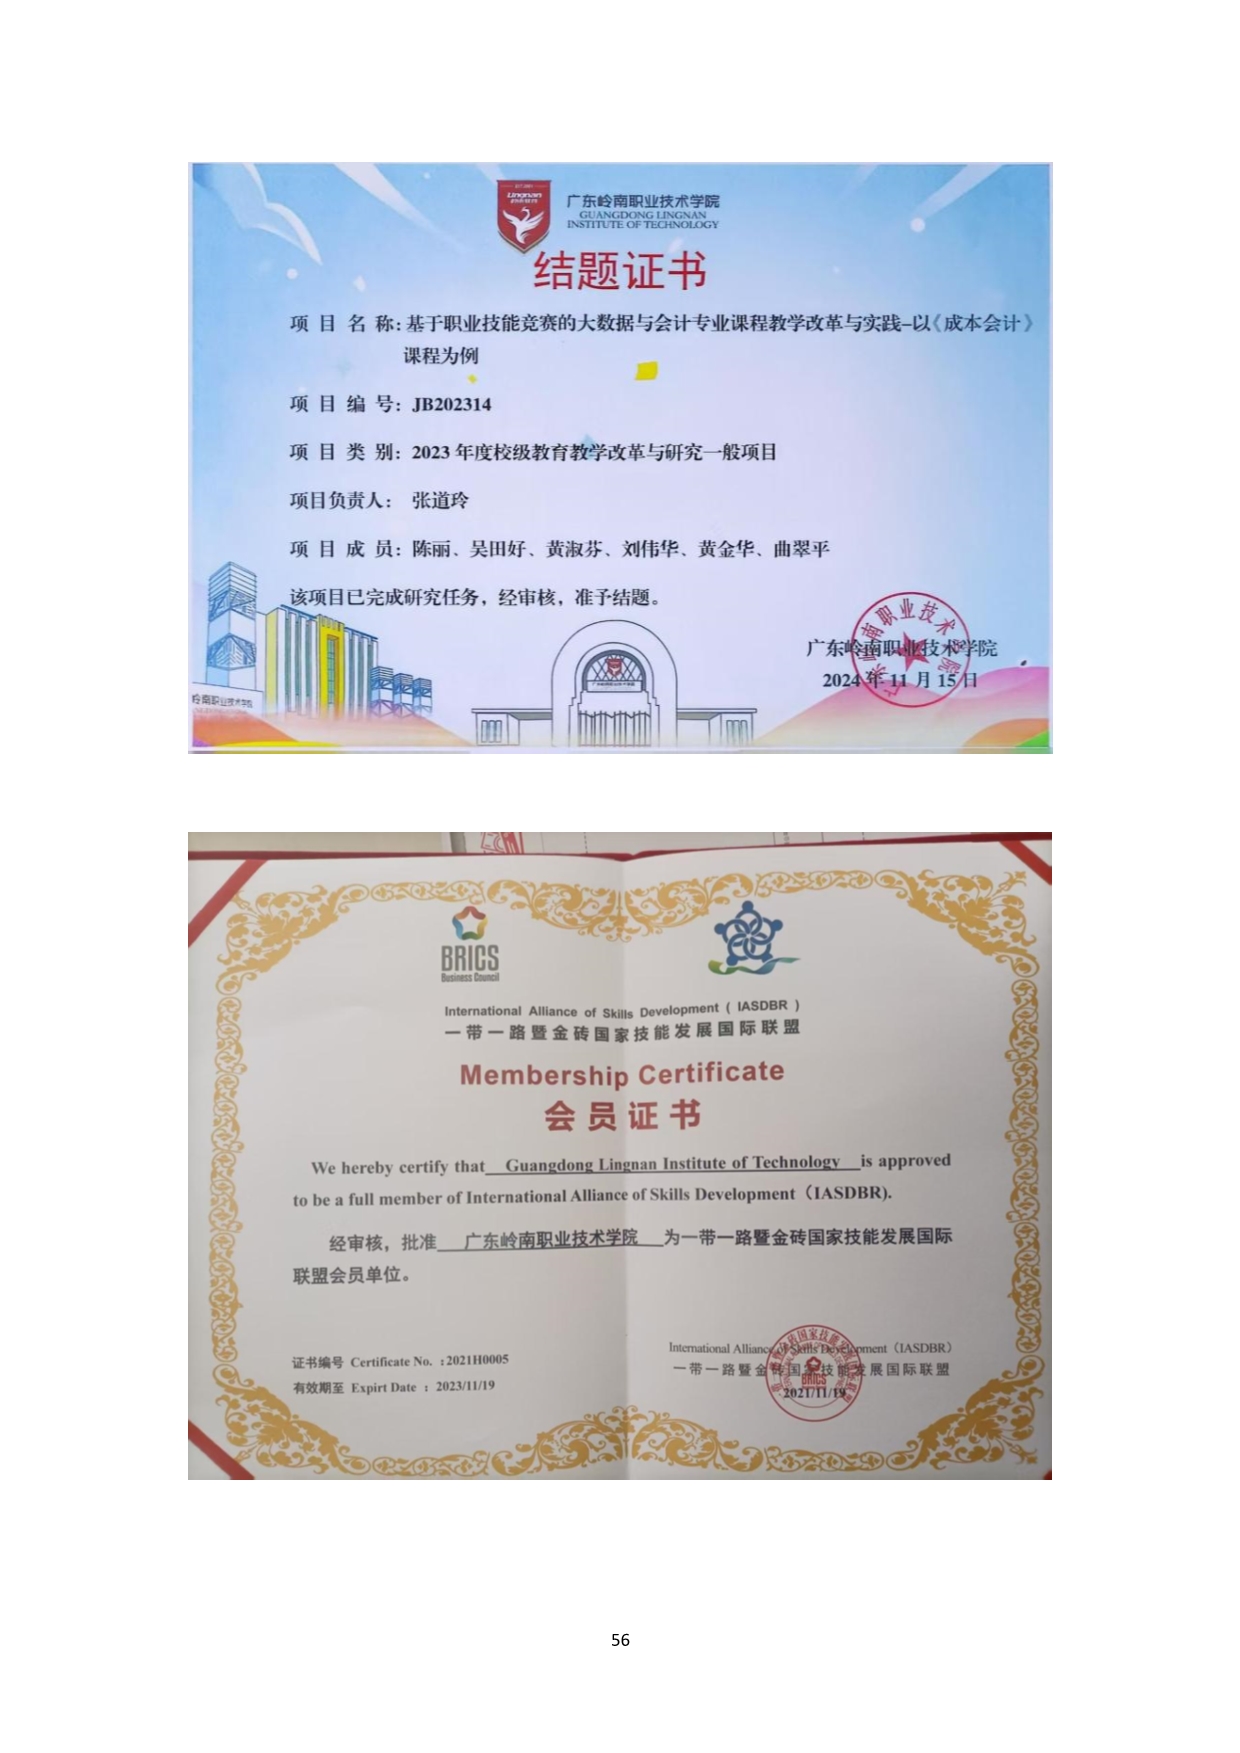 Lingnan
广东岭南职业技术学院
GUANGDONG LINGNAN
INSTITUTE OF TECHNOLOGY
结题证书
项目名称:基于职业技能竞赛的大数据与会计专业课程教学改革与实践-以《成本会计》
课程为例
项目编号：JB202314
项目类别：2023 年度校级教育教学改革与研究一般项目
项目负责人： 张道玲
项目成员：陈丽、吴田好、黄淑芬、刘伟华、黄金华、曲翠平
该项目已完成研究任务，经审核，准予结题。
广东岭南职业技术学院
2024 年 11 月 15 日
岭南职业技术学院
BRICS
Business Council
International Alliance of Skills Development ( IASDBR )
一带一路暨金砖国家技能发展国际联盟
Membership Certificate
会员证书
We hereby certify that Guangdong Lingnan Institute of Technology is approved
to be a full member of International Alliance of Skills Development（IASDBR).
经审核，批准 广东岭南职业技术学院 为一带一路暨金砖国家技能发展国际
联盟会员单位。
International Alliance of Skills Development（IASDBR）
证书编号 Certificate No. :2021H0005
一带一路暨金砖国家技能发展国际联盟
有效期至 Expirt Date : 2023/11/19
2021/11/19
56